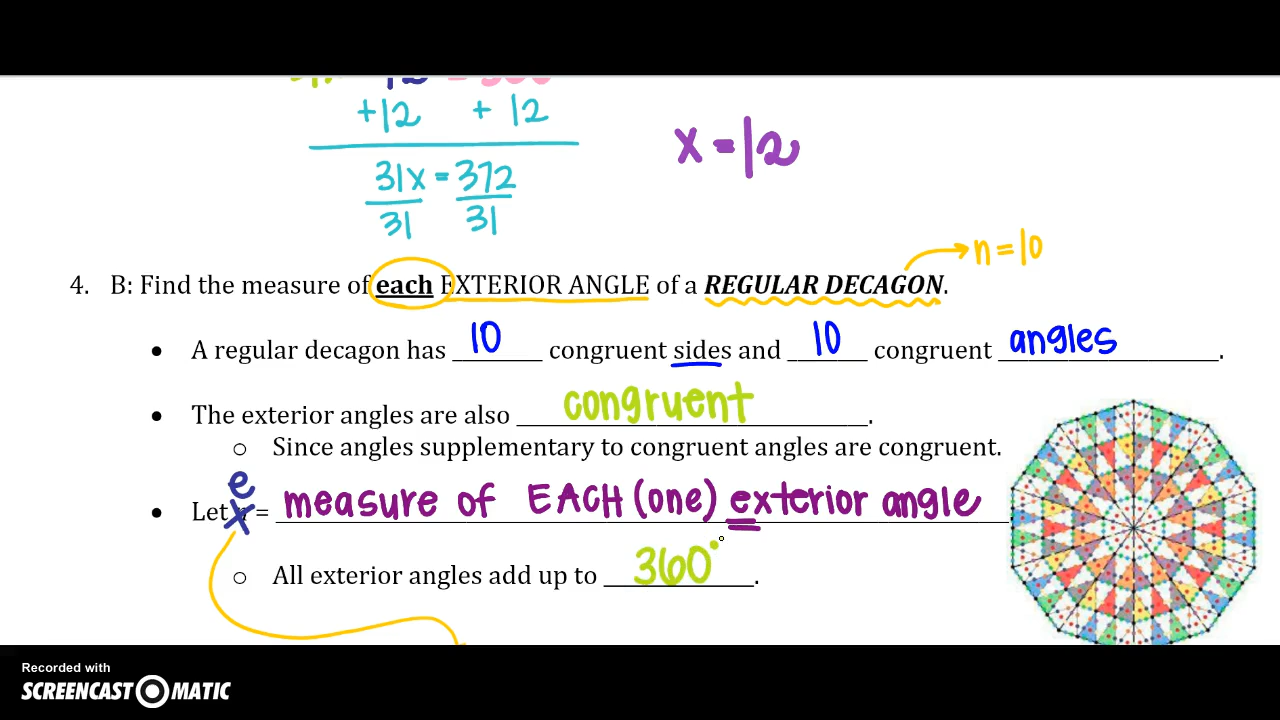 +12 + 12
31x = 372
31 31
x = 12
n = 10
4. B: Find the measure of each EXTERIOR ANGLE of a REGULAR DECAGON.
• A regular decagon has 10 congruent sides and 10 congruent angles.
• The exterior angles are also congruent.
o Since angles supplementary to congruent angles are congruent.
e
• Let x = measure of EACH (one) exterior angle
o All exterior angles add up to 360°.
Recorded with
SCREENCAST O MATIC